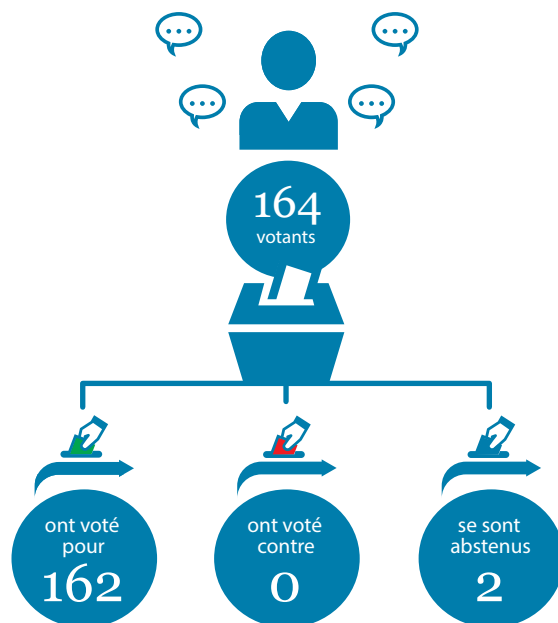 164
votants
ont voté
pour
162
ont voté
contre
0
se sont
abstenus
2